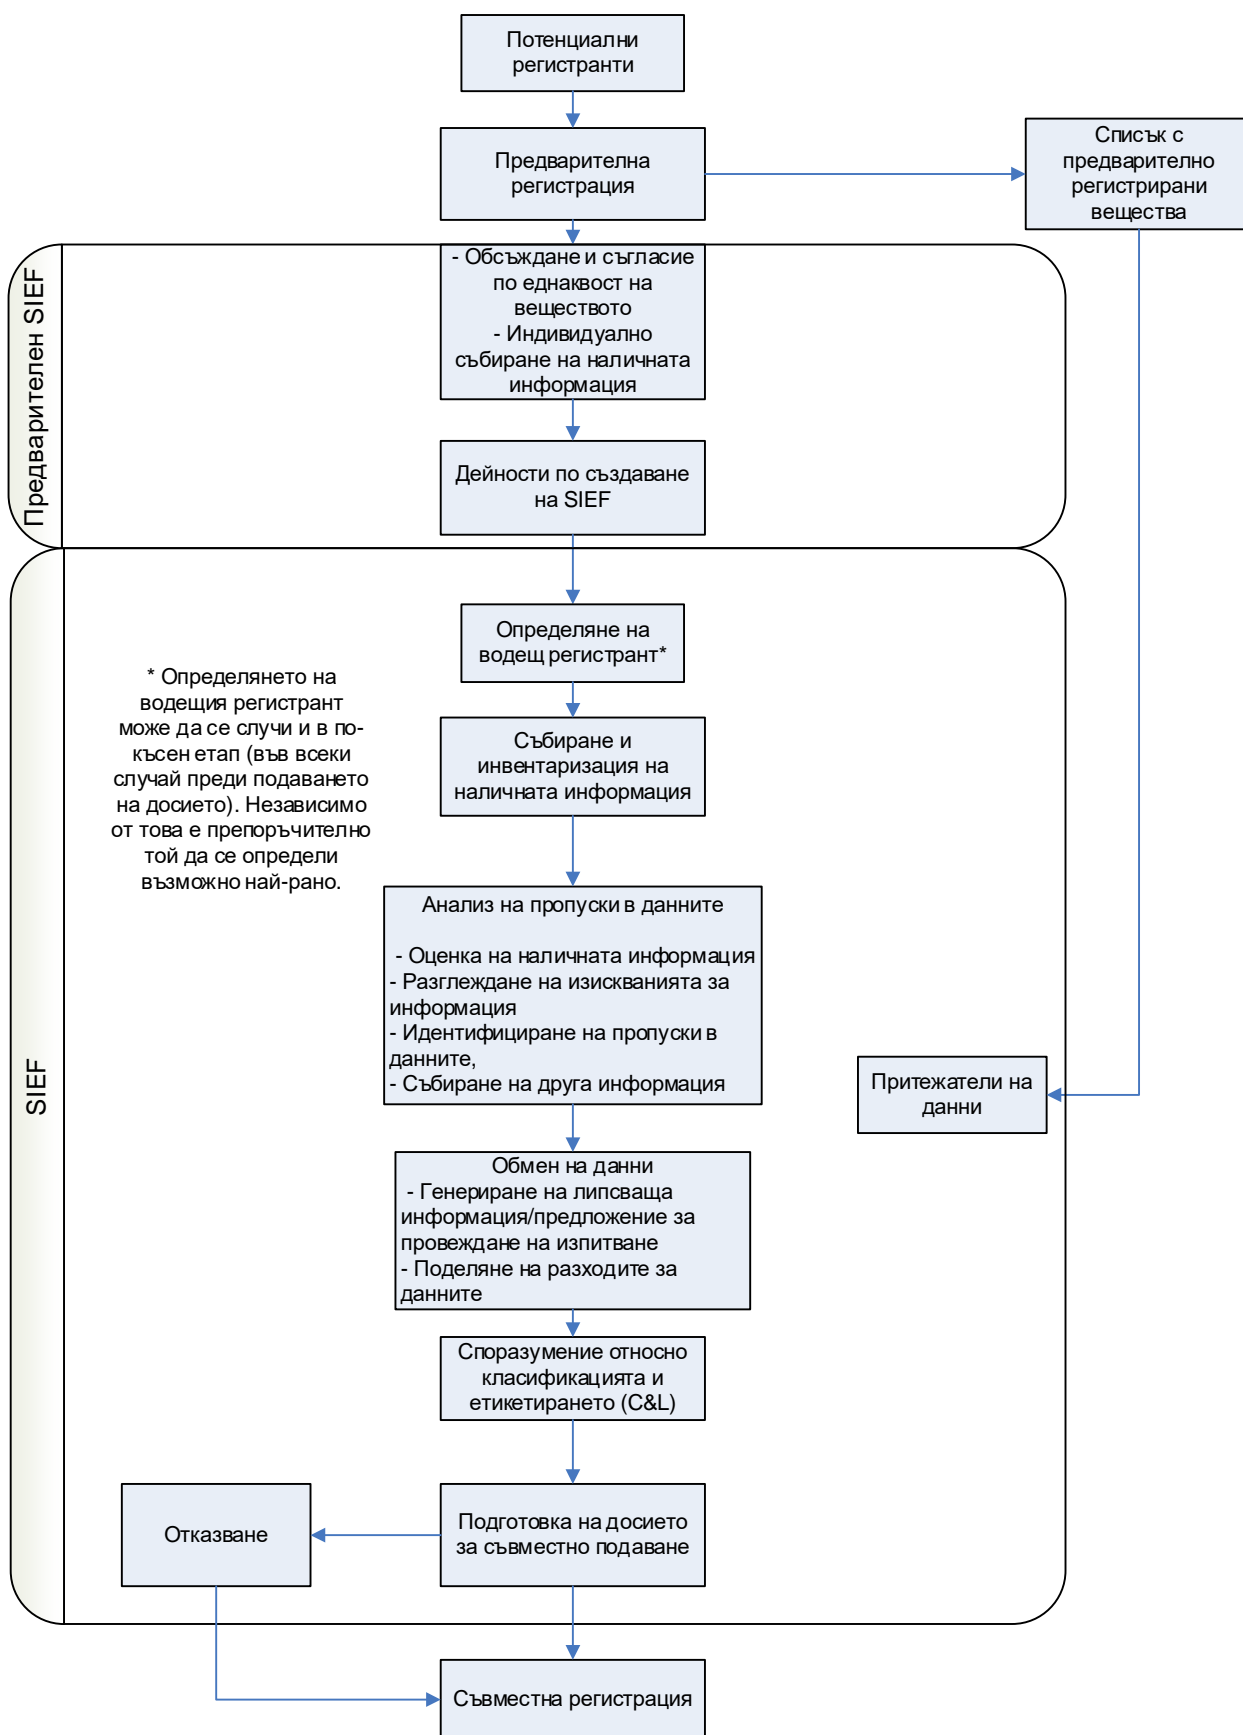 Потенциални
регистранти
Предварителна
регистрация
Списък с
предварително
регистрирани
вещества
Предварителен SIEF
- Обсъждане и съгласие
по еднаквост на
веществото
- Индивидуално
събиране на наличната
информация
Дейности по създаване
на SIEF
SIEF
Определяне на
водещ регистрант*
* Определянето на
водещия регистрант
може да се случи и в по-
късен етап (във всеки
случай преди подаването
на досието). Независимо
от това е препоръчително
той да се определи
възможно най-рано.
Събиране и
инвентаризация на
наличната информация
Анализ на пропуски в данните
- Оценка на наличната информация
- Разглеждане на изискванията за
информация
- Идентифициране на пропуски в
данните,
- Събиране на друга информация
Притежатели на
данни
Обмен на данни
- Генериране на липсваща
информация/предложение за
провеждане на изпитване
- Поделяне на разходите за
данните
Споразумение относно
класификацията и
етикетирането (C&L)
Отказване
Подготовка на досието
за съвместно подаване
Съвместна регистрация